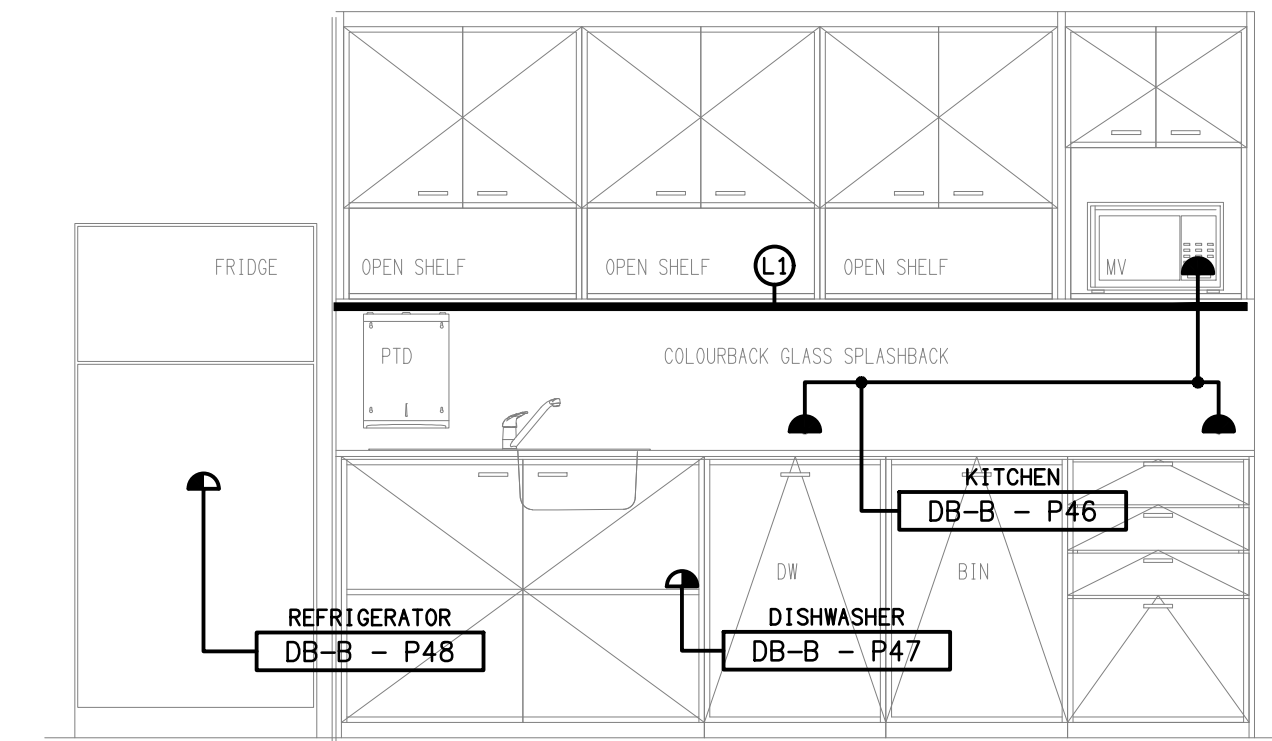 FRIDGE
OPEN SHELF
OPEN SHELF
L1
OPEN SHELF
MV
PTD
COLOURBACK GLASS SPLASHBACK
KITCHEN
DB-B - P46
DW
BIN
REFRIGERATOR
DB-B - P48
DISHWASHER
DB-B - P47